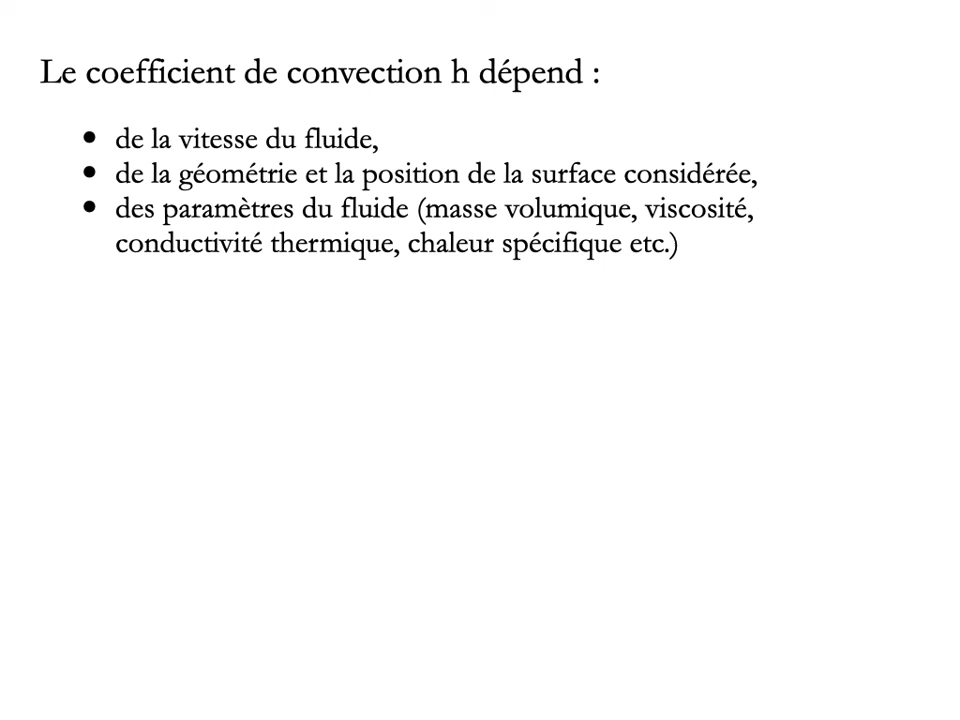 Le coefficient de convection h dépend :
• de la vitesse du fluide,
• de la géométrie et la position de la surface considérée,
• des paramètres du fluide (masse volumique, viscosité,
conductivité thermique, chaleur spécifique etc.)